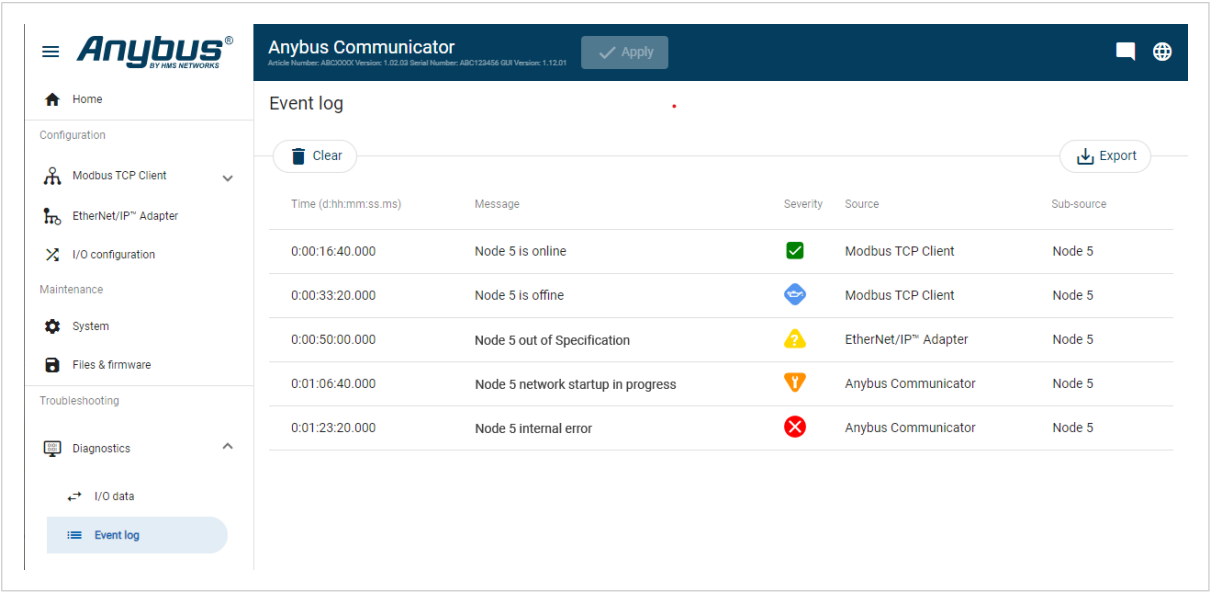 Anybus®
BY HMS NETWORKS
Anybus Communicator
Article Number: ABCXXXX Version: 1.02.03 Serial Number: ABC123456 GUI Version: 1.12.01
Apply
Home
Configuration
Modbus TCP Client
EtherNet/IP™ Adapter
I/O configuration
Maintenance
System
Files & firmware
Troubleshooting
Diagnostics
I/O data
Event log
Event log
Clear
Export
Time (d:hh:mm:ss.ms) Message Severity Source Sub-source
0:00:16:40.000 Node 5 is online Modbus TCP Client Node 5
0:00:33:20.000 Node 5 is offine Modbus TCP Client Node 5
0:00:50:00.000 Node 5 out of Specification EtherNet/IP™ Adapter Node 5
0:01:06:40.000 Node 5 network startup in progress Anybus Communicator Node 5
0:01:23:20.000 Node 5 internal error Anybus Communicator Node 5